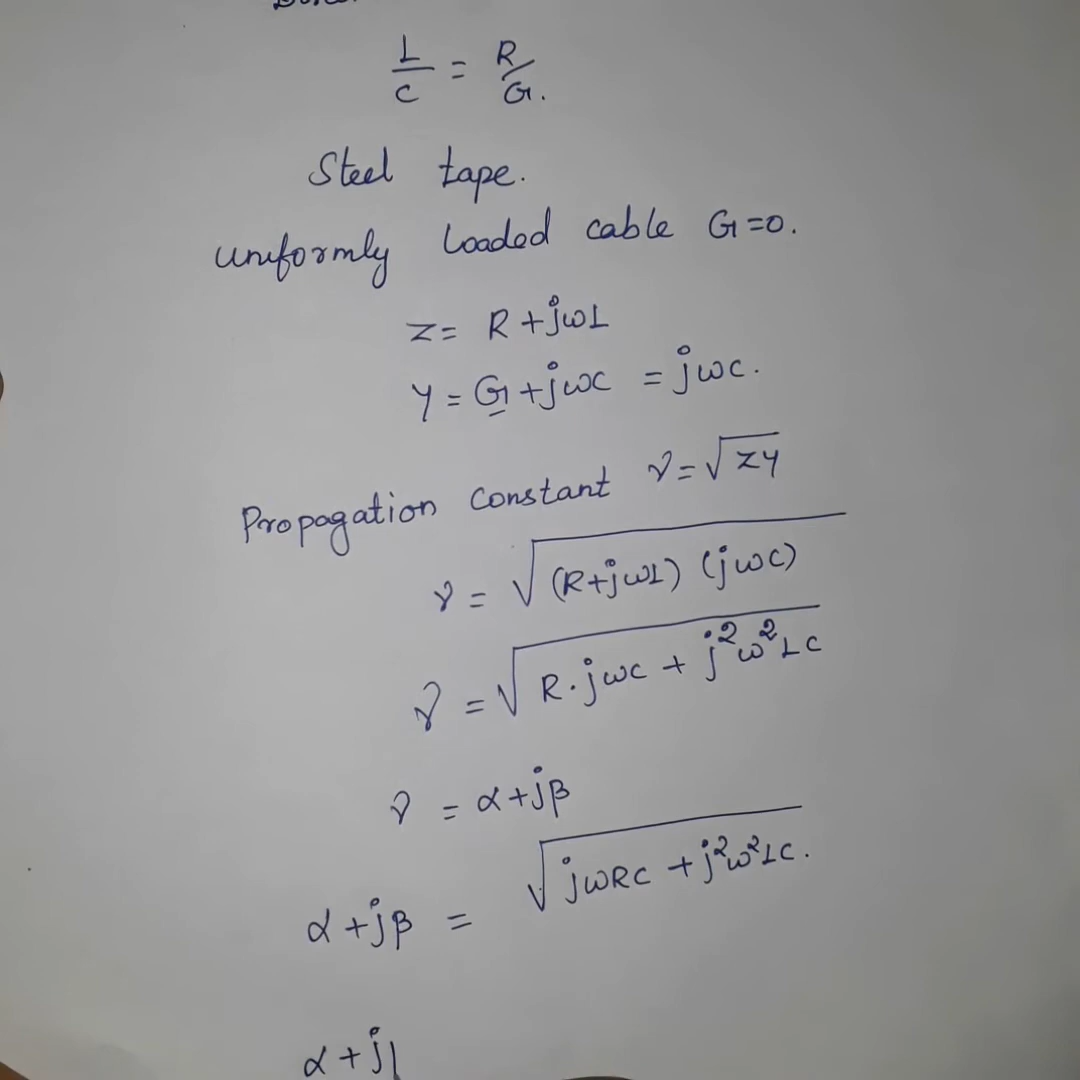 L/C = R/G.
Steel tape.
Uniformly Loaded cable G=0.
Z= R+jωL
Y=G+jωC =jωC.
Propagation Constant γ=√ZY
γ= √(R+jωL) (jωC)
γ=√R.jωC + j²ω²LC
γ = α+jβ
α+jβ = √jωRC +j²ω²LC.
α+j